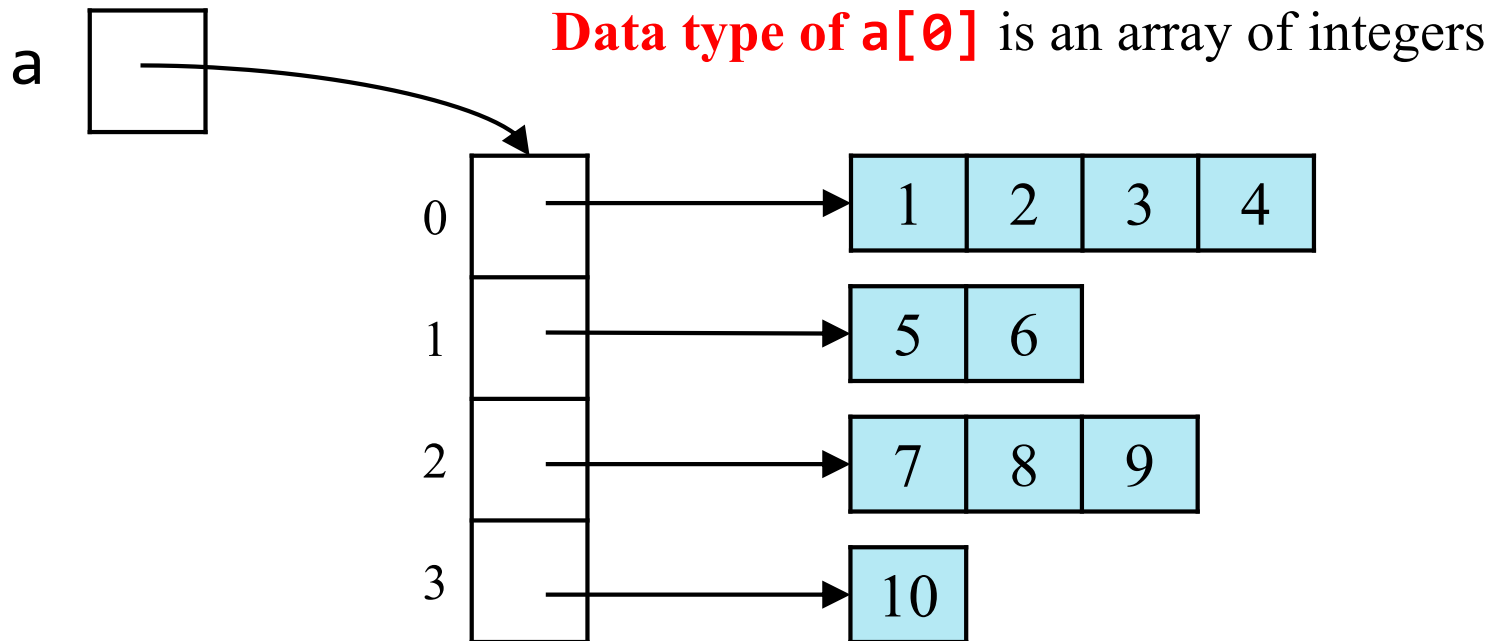 Data type of a[0] is an array of integers
a
0 1 2 3 4
1 5 6
2 7 8 9
3 10